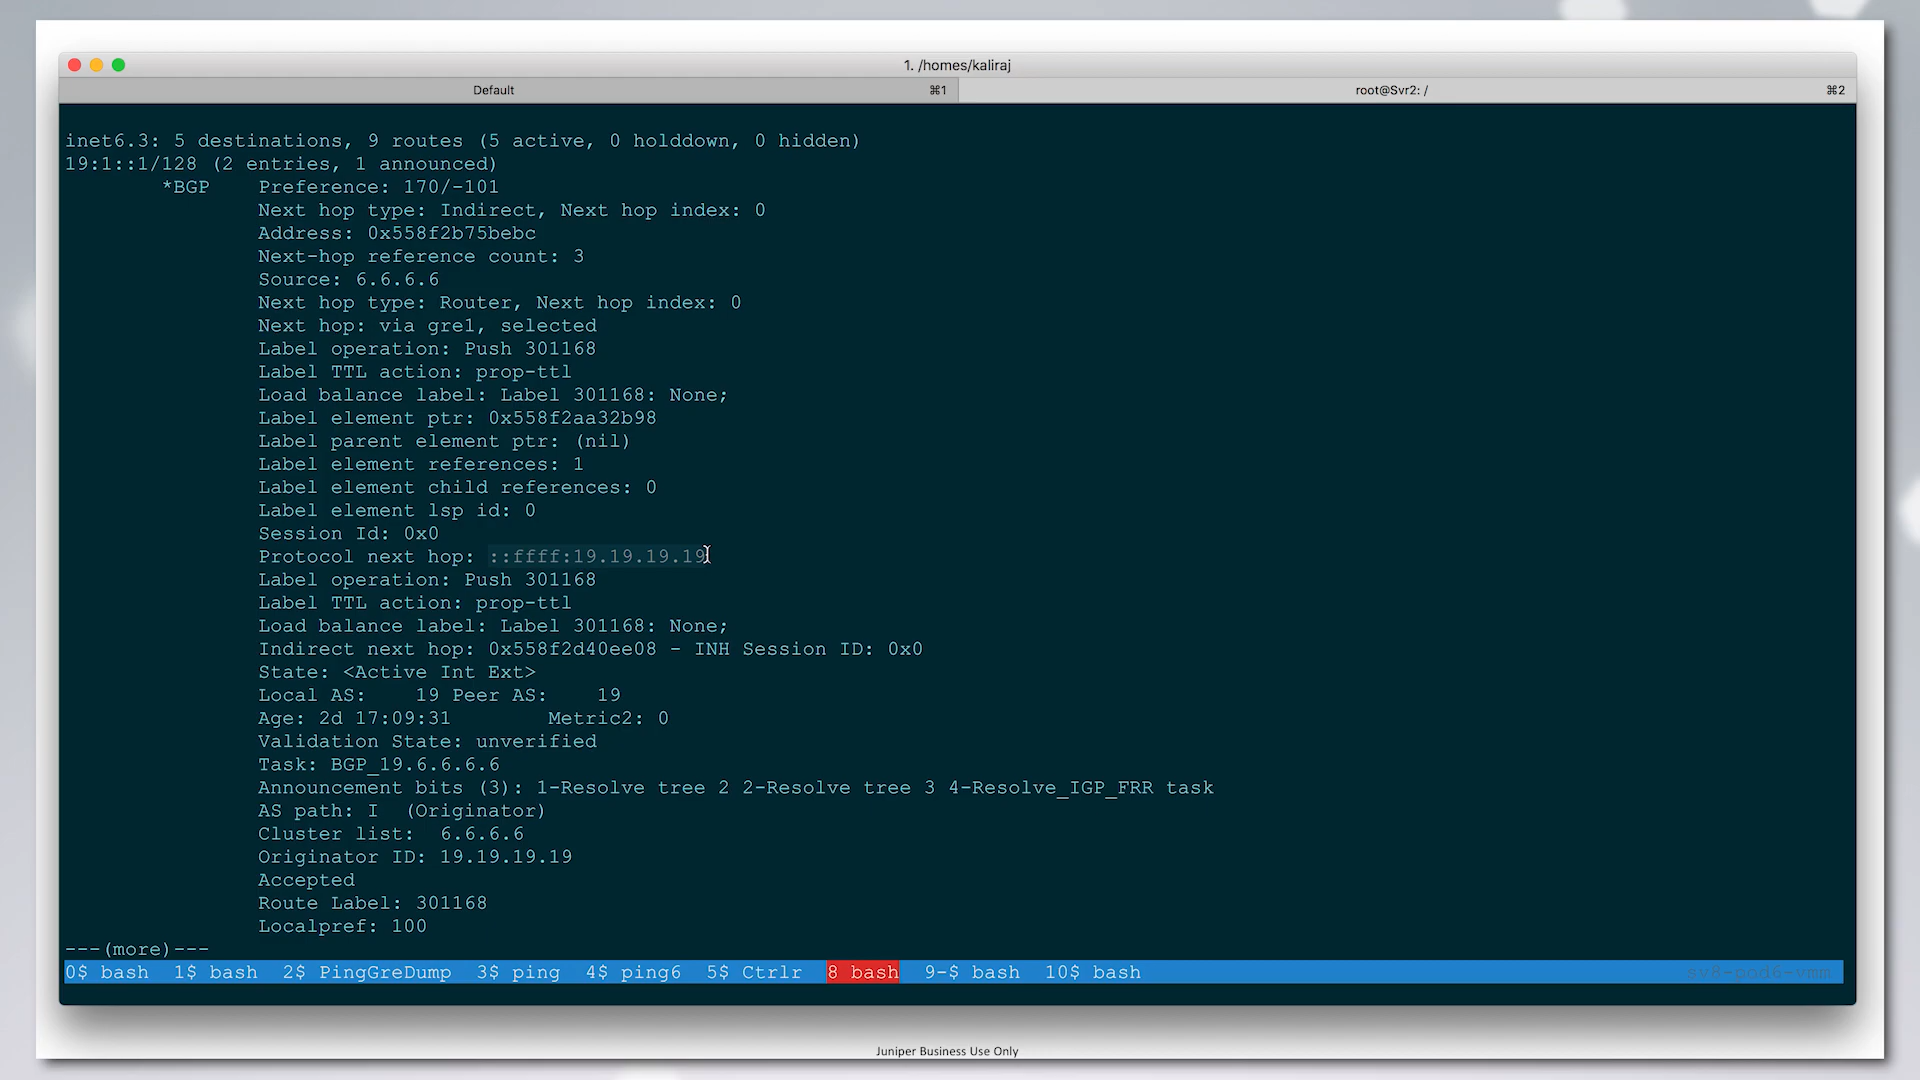 1. /homes/kaliraj
Default ⌘1 root@Svr2: / ⌘2
inet6.3: 5 destinations, 9 routes (5 active, 0 holddown, 0 hidden)
19:1::1/128 (2 entries, 1 announced)
*BGP Preference: 170/-101
Next hop type: Indirect, Next hop index: 0
Address: 0x558f2b75bebc
Next-hop reference count: 3
Source: 6.6.6.6
Next hop type: Router, Next hop index: 0
Next hop: via gre1, selected
Label operation: Push 301168
Label TTL action: prop-ttl
Load balance label: Label 301168: None;
Label element ptr: 0x558f2aa32b98
Label parent element ptr: (nil)
Label element references: 1
Label element child references: 0
Label element lsp id: 0
Session Id: 0x0
Protocol next hop: ::ffff:19.19.19.19
Label operation: Push 301168
Label TTL action: prop-ttl
Load balance label: Label 301168: None;
Indirect next hop: 0x558f2d40ee08 - INH Session ID: 0x0
State: <Active Int Ext>
Local AS: 19 Peer AS: 19
Age: 2d 17:09:31 Metric2: 0
Validation State: unverified
Task: BGP_19.6.6.6.6
Announcement bits (3): 1-Resolve tree 2 2-Resolve tree 3 4-Resolve_IGP_FRR task
AS path: I (Originator)
Cluster list: 6.6.6.6
Originator ID: 19.19.19.19
Accepted
Route Label: 301168
Localpref: 100
---(more)---
0$ bash 1$ bash 2$ PingGreDump 3$ ping 4$ ping6 5$ Ctrlr 8 bash 9-$ bash 10$ bash sv8-pod6-vmm
Juniper Business Use Only